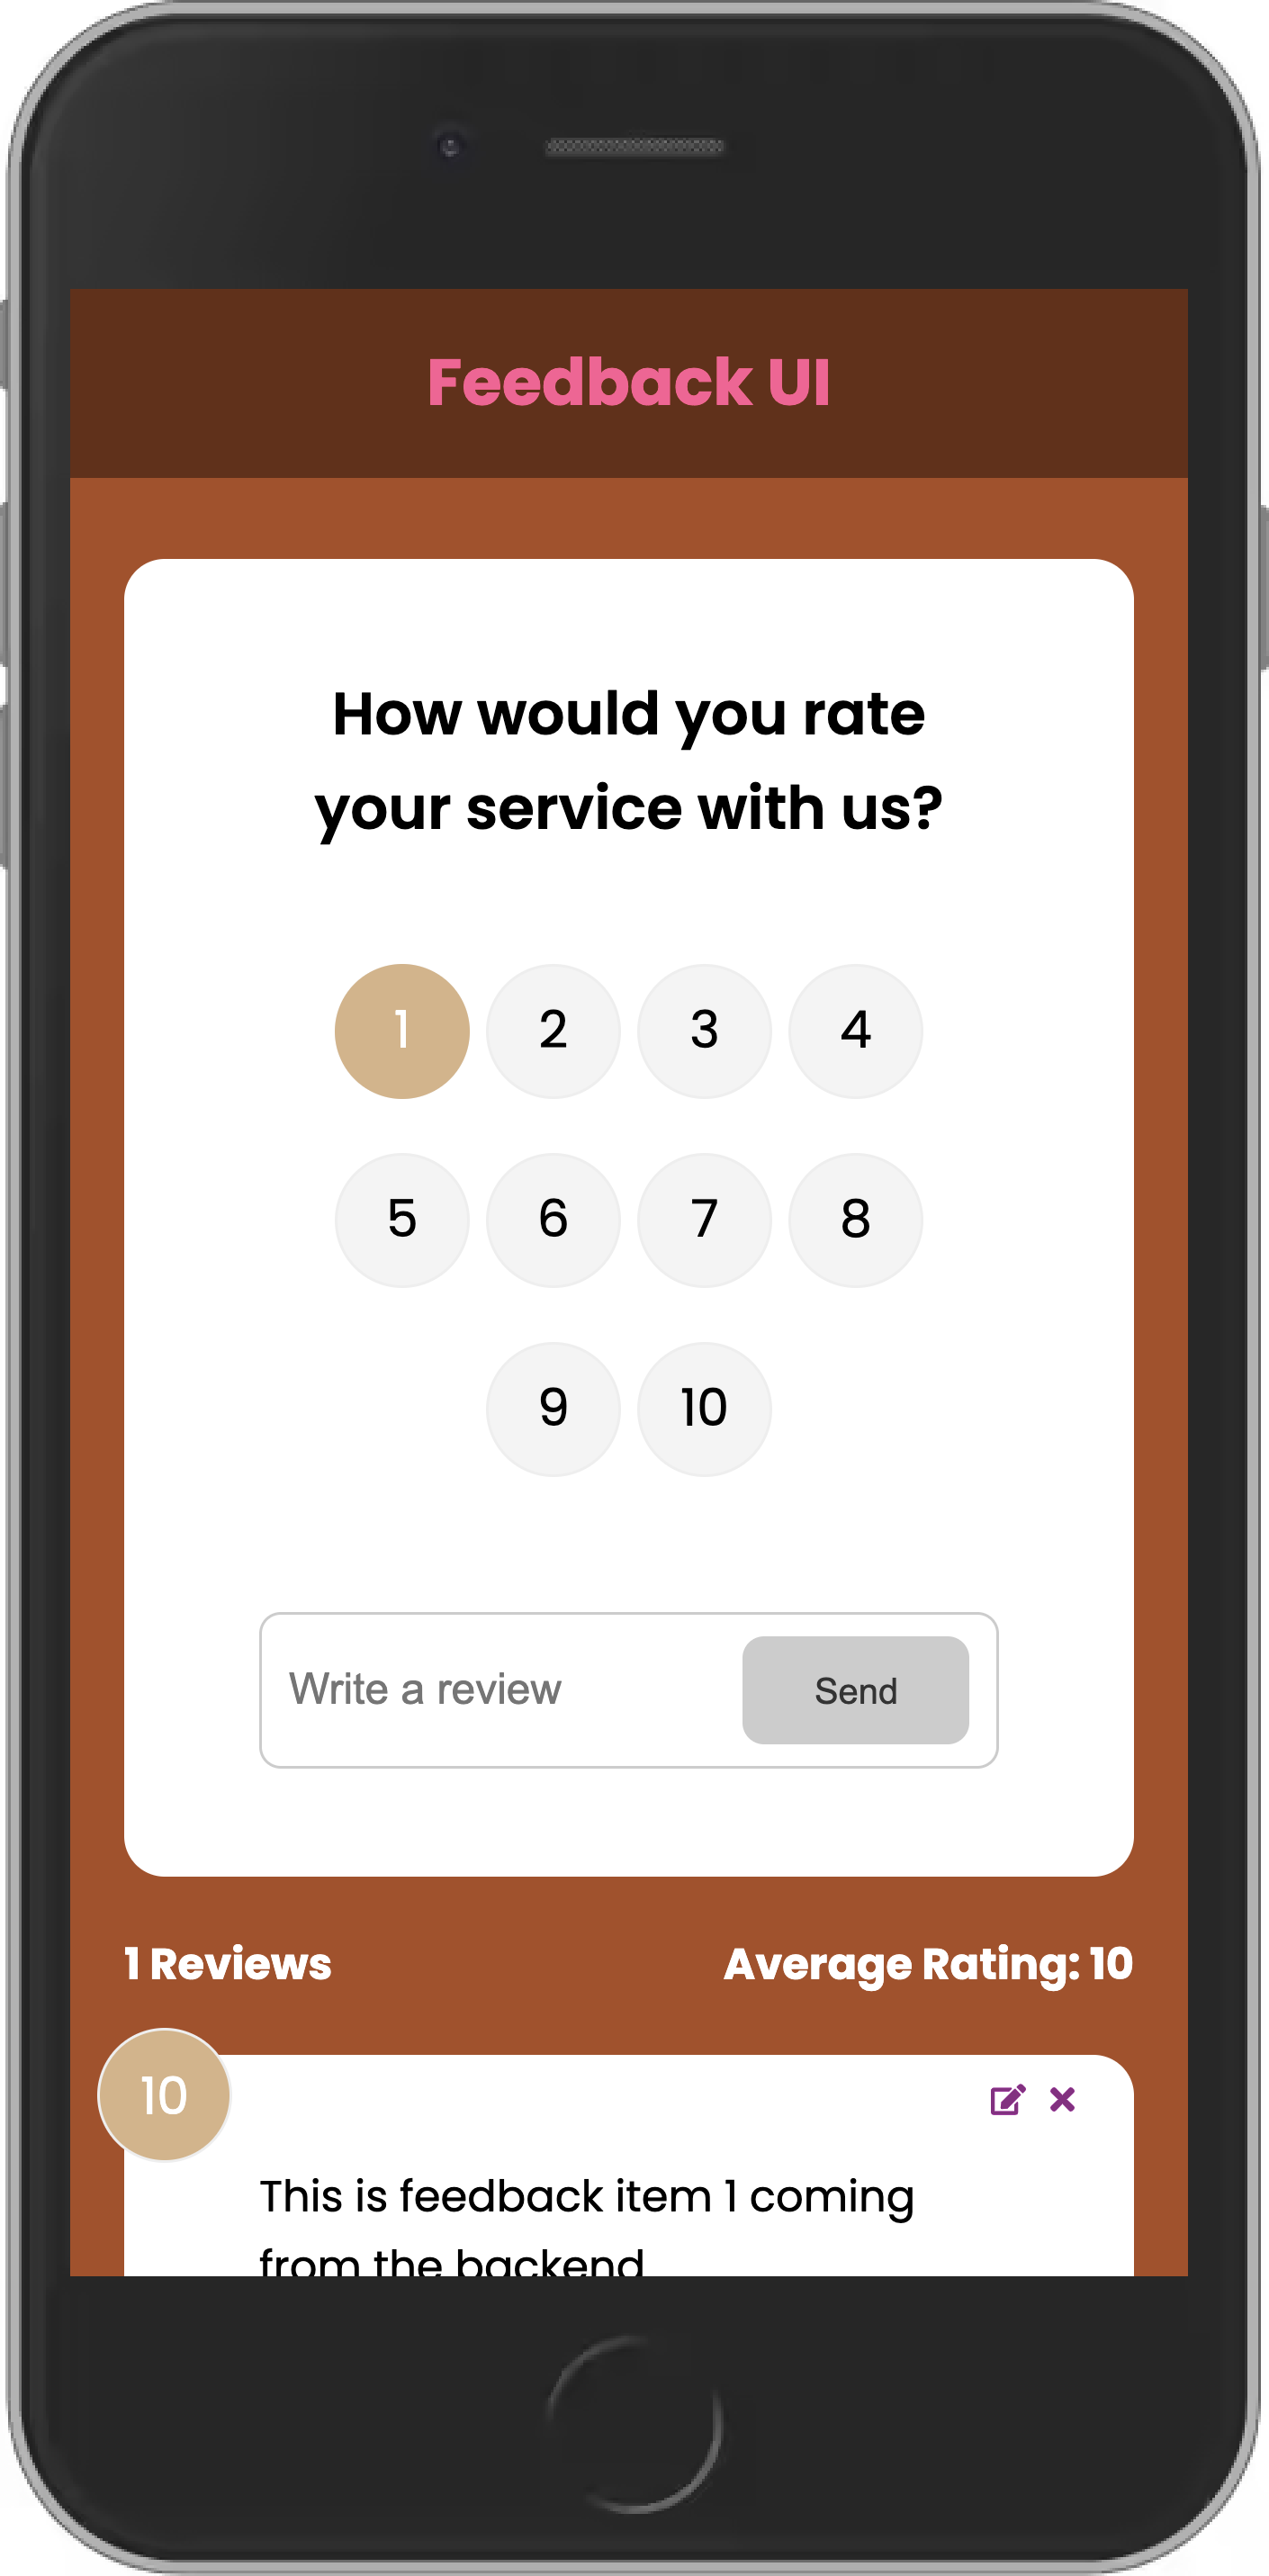 Feedback UI
How would you rate
your service with us?
1 2 3 4
5 6 7 8
9 10
Write a review Send
1 Reviews Average Rating: 10
10
This is feedback item 1 coming
from the backend